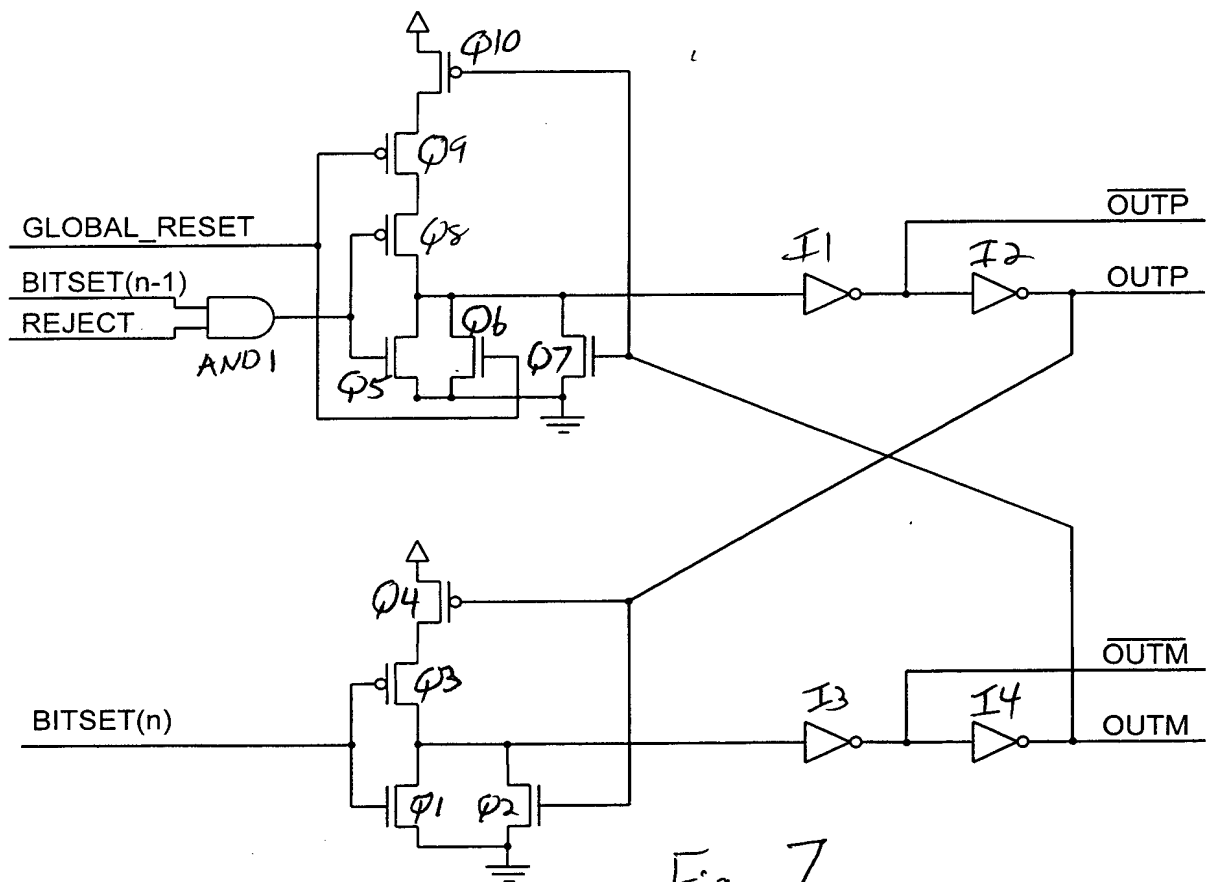 Q10
Q9
GLOBAL_RESET
Q8
OUTP
I1
I2
BITSET(n-1)
OUTP
REJECT
AND1
Q5
Q6
Q7
Q4
Q3
OUTM
I3
I4
BITSET(n)
OUTM
Q1
Q2
Fig. 7